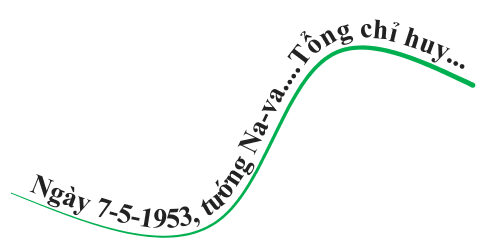 Ngày 7-5-1953, tướng Na-va....Tổng chỉ huy...